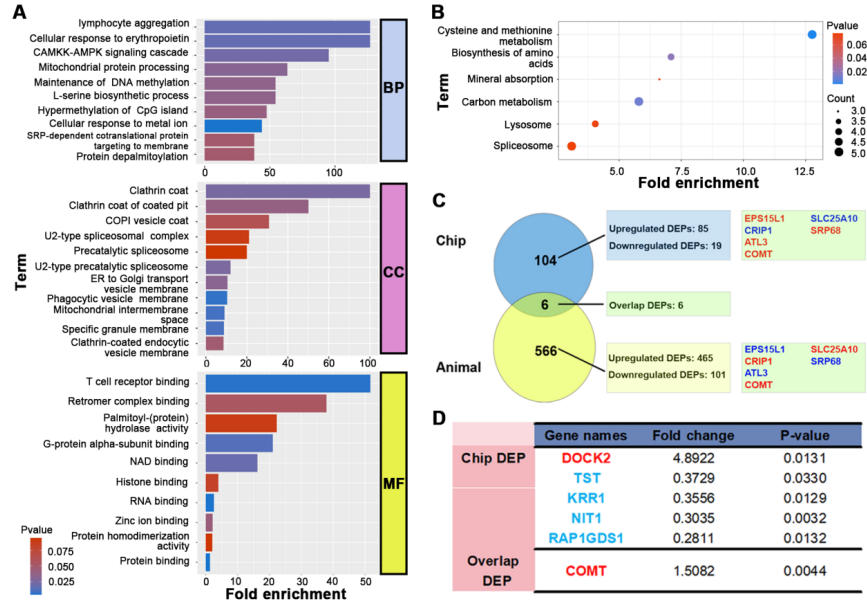 A
Term
lymphocyte aggregation
Cellular response to erythropoietin
CAMKK-AMPK signaling cascade
Mitochondrial protein processing
Maintenance of DNA methylation
L-serine biosynthetic process
Hypermethylation of CpG island
Cellular response to metal ion
SRP-dependent cotranslational protein
targeting to membrane
Protein depalmitoylation
0 50 100
BP
Clathrin coat
Clathrin coat of coated pit
COPI vesicle coat
U2-type spliceosomal complex
Precatalytic spliceosome
U2-type precatalytic spliceosome
ER to Golgi transport
vesicle membrane
Phagocytic vesicle membrane
Mitochondrial intermembrane
space
Specific granule membrane
Clathrin-coated endocytic
vesicle membrane
0 20 40 60 80 100
CC
T cell receptor binding
Retromer complex binding
Palmitoyl-(protein)
hydrolase activity
G-protein alpha-subunit binding
NAD binding
Histone binding
RNA binding
Zinc ion binding
Protein homodimerization
activity
Protein binding
0 10 20 30 40 50
MF
Fold enrichment
Pvalue
0.075
0.050
0.025
B
Term
Cysteine and methionine
metabolism
Biosynthesis of amino
acids
Mineral absorption
Carbon metabolism
Lysosome
Spliceosome
5.0 7.5 10.0 12.5
Fold enrichment
Pvalue
0.06
0.04
0.02
Count
3.0
3.5
4.0
4.5
5.0
C
Chip
104
6
566
Animal
Upregulated DEPs: 85
Downregulated DEPs: 19
EPS15L1 SLC25A10
CRIP1 SRP68
ATL3
COMT
Overlap DEPs: 6
Upregulated DEPs: 465
Downregulated DEPs: 101
EPS15L1 SLC25A10
CRIP1 SRP68
ATL3
COMT
D
Gene names Fold change P-value
Chip DEP
DOCK2 4.8922 0.0131
TST 0.3729 0.0330
KRR1 0.3556 0.0129
NIT1 0.3035 0.0032
RAP1GDS1 0.2811 0.0132
Overlap
DEP
COMT 1.5082 0.0044